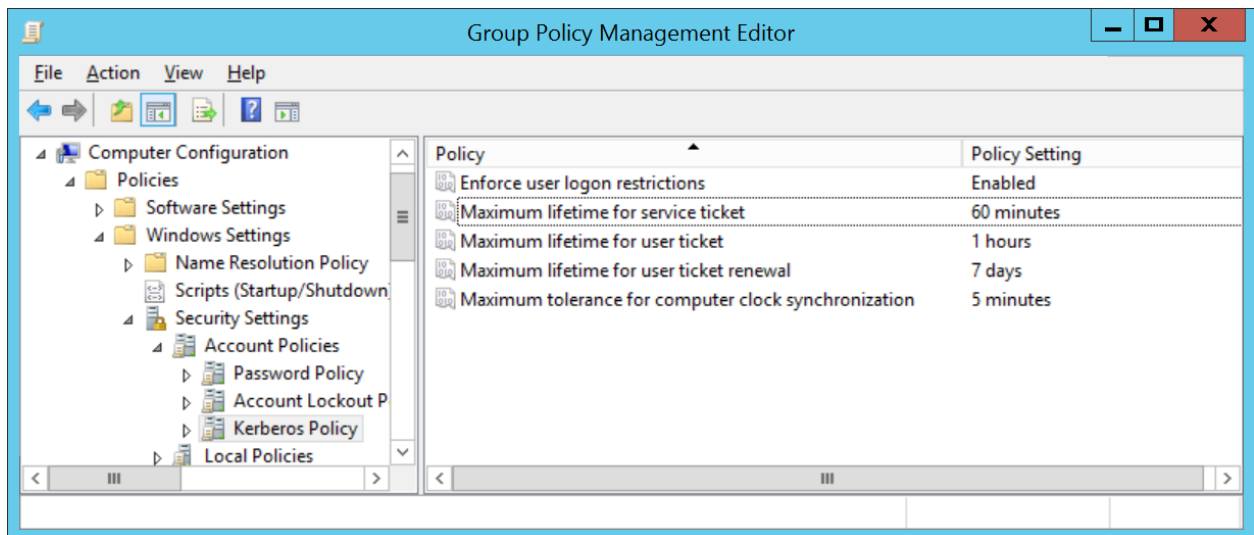 Group Policy Management Editor
File Action View Help
Computer Configuration
Policies
Software Settings
Windows Settings
Name Resolution Policy
Scripts (Startup/Shutdown)
Security Settings
Account Policies
Password Policy
Account Lockout P
Kerberos Policy
Local Policies
Policy Policy Setting
Enforce user logon restrictions Enabled
Maximum lifetime for service ticket 60 minutes
Maximum lifetime for user ticket 1 hours
Maximum lifetime for user ticket renewal 7 days
Maximum tolerance for computer clock synchronization 5 minutes